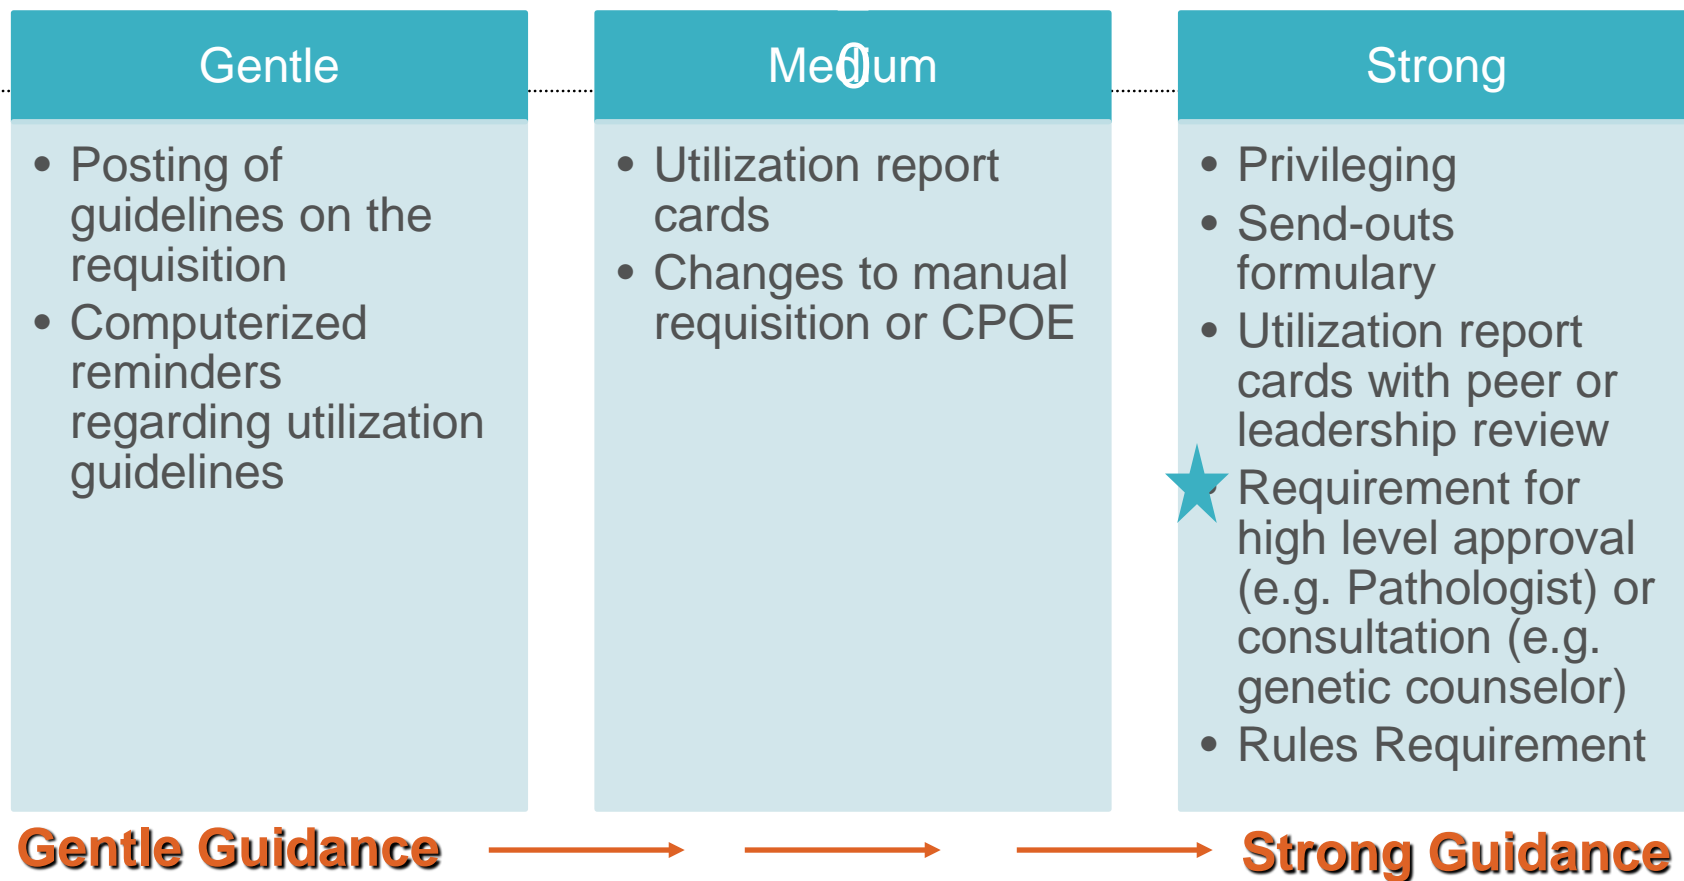 Gentle
• Posting of
guidelines on the
requisition
• Computerized
reminders
regarding utilization
guidelines
Medium
0
• Utilization report
cards
• Changes to manual
requisition or CPOE
Strong
• Privileging
• Send-outs
formulary
• Utilization report
cards with peer or
leadership review
• Requirement for
high level approval
(e.g. Pathologist) or
consultation (e.g.
genetic counselor)
• Rules Requirement
Gentle Guidance
Strong Guidance